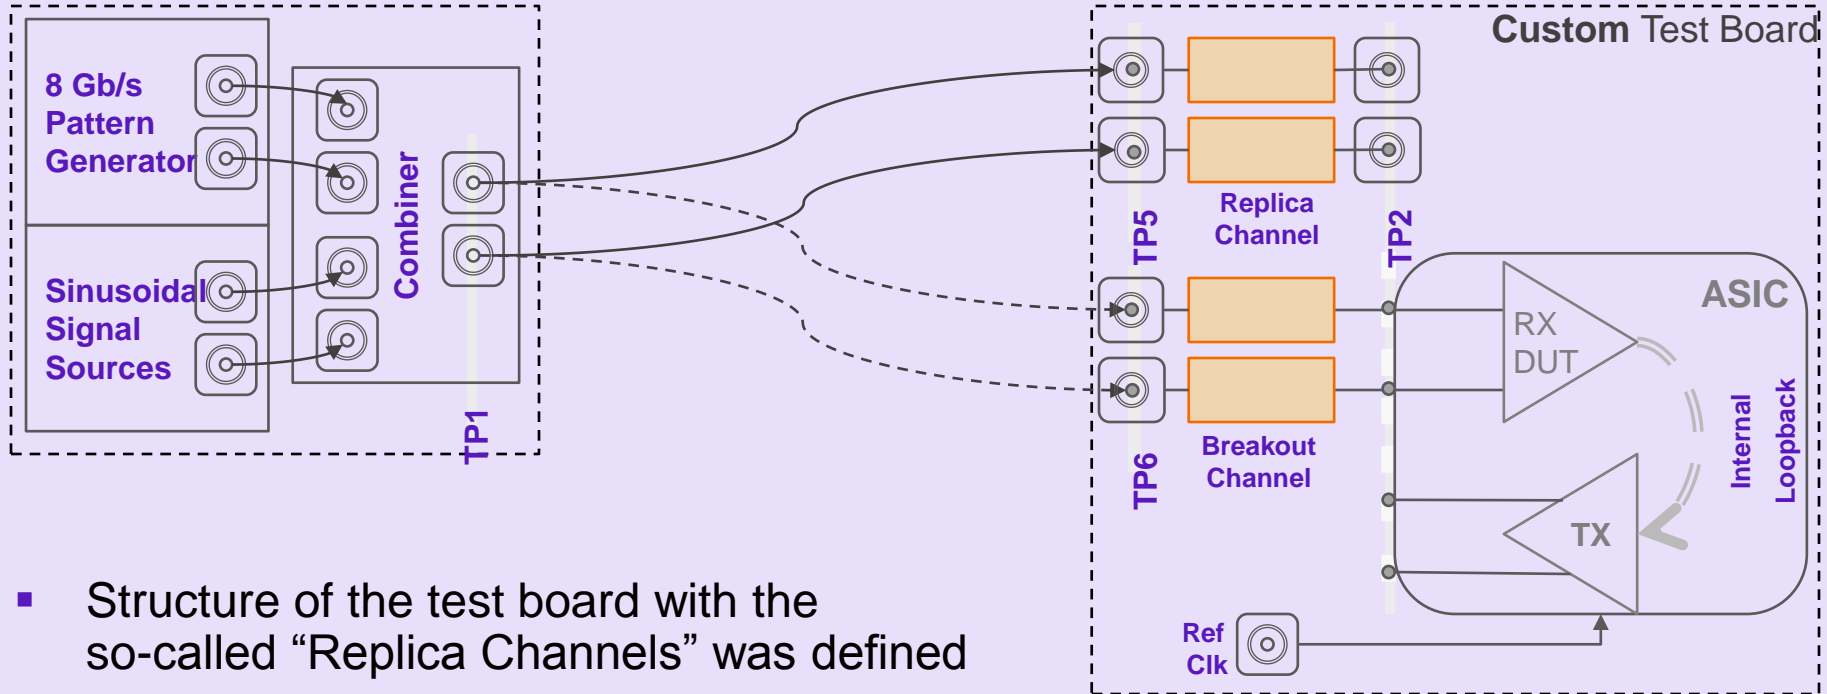 8 Gb/s
Pattern
Generator
Sinusoidal
Signal
Sources
Combiner
TP1
Custom Test Board
Replica
Channel
TP5
TP2
Breakout
Channel
TP6
ASIC
RX
DUT
Internal
Loopback
TX
Ref
Clk
▪ Structure of the test board with the
so-called “Replica Channels” was defined